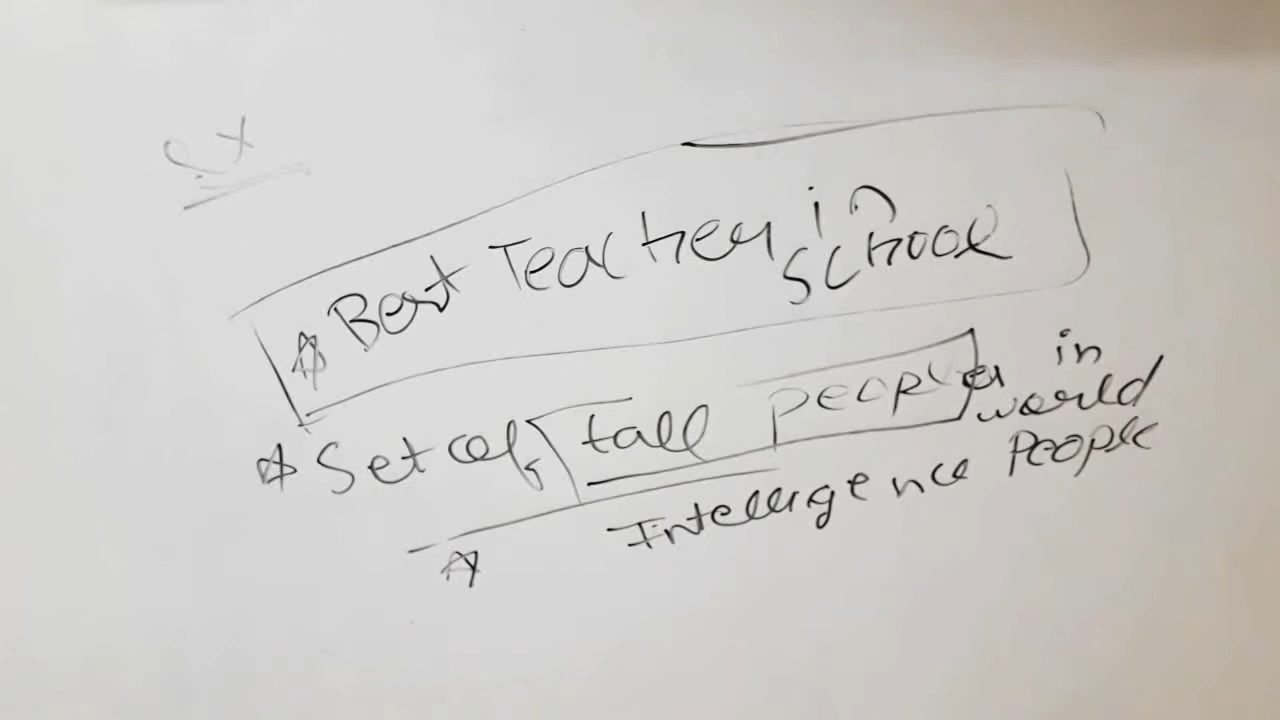 ex
☆ Best Teacher in School
☆ Set of tall people in world
☆ Intelligence People